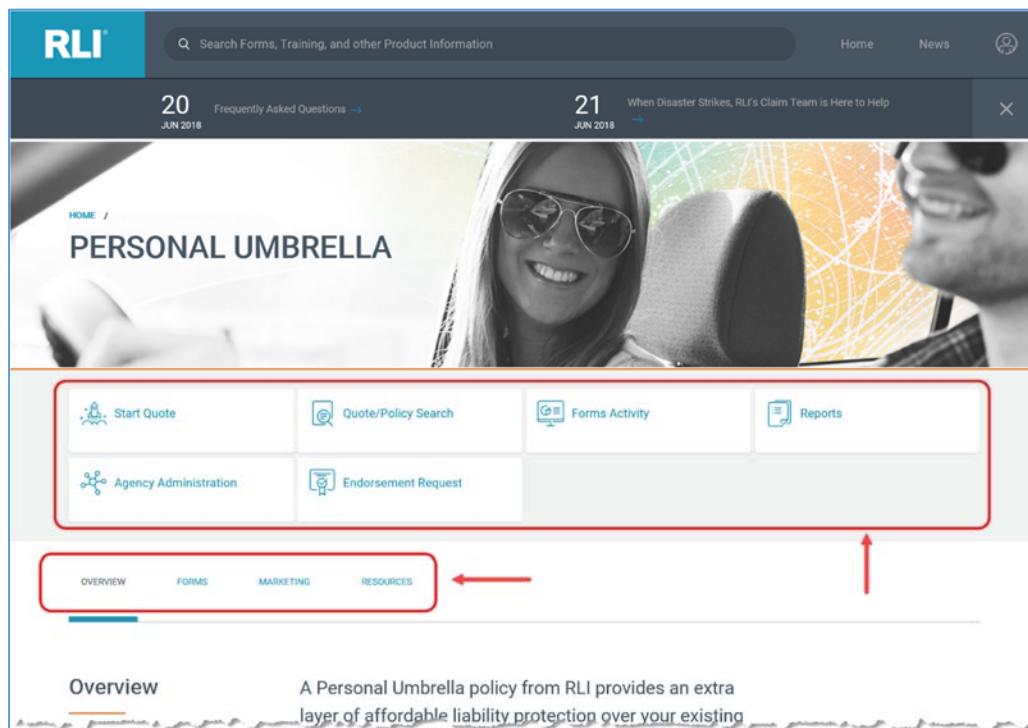 RLI®
Search Forms, Training, and other Product Information
Home
News
20
JUN 2018
Frequently Asked Questions →
21
JUN 2018
When Disaster Strikes, RLI's Claim Team is Here to Help
→
HOME /
PERSONAL UMBRELLA
Start Quote
Quote/Policy Search
Forms Activity
Reports
Agency Administration
Endorsement Request
OVERVIEW
FORMS
MARKETING
RESOURCES
Overview
A Personal Umbrella policy from RLI provides an extra
layer of affordable liability protection over your existing